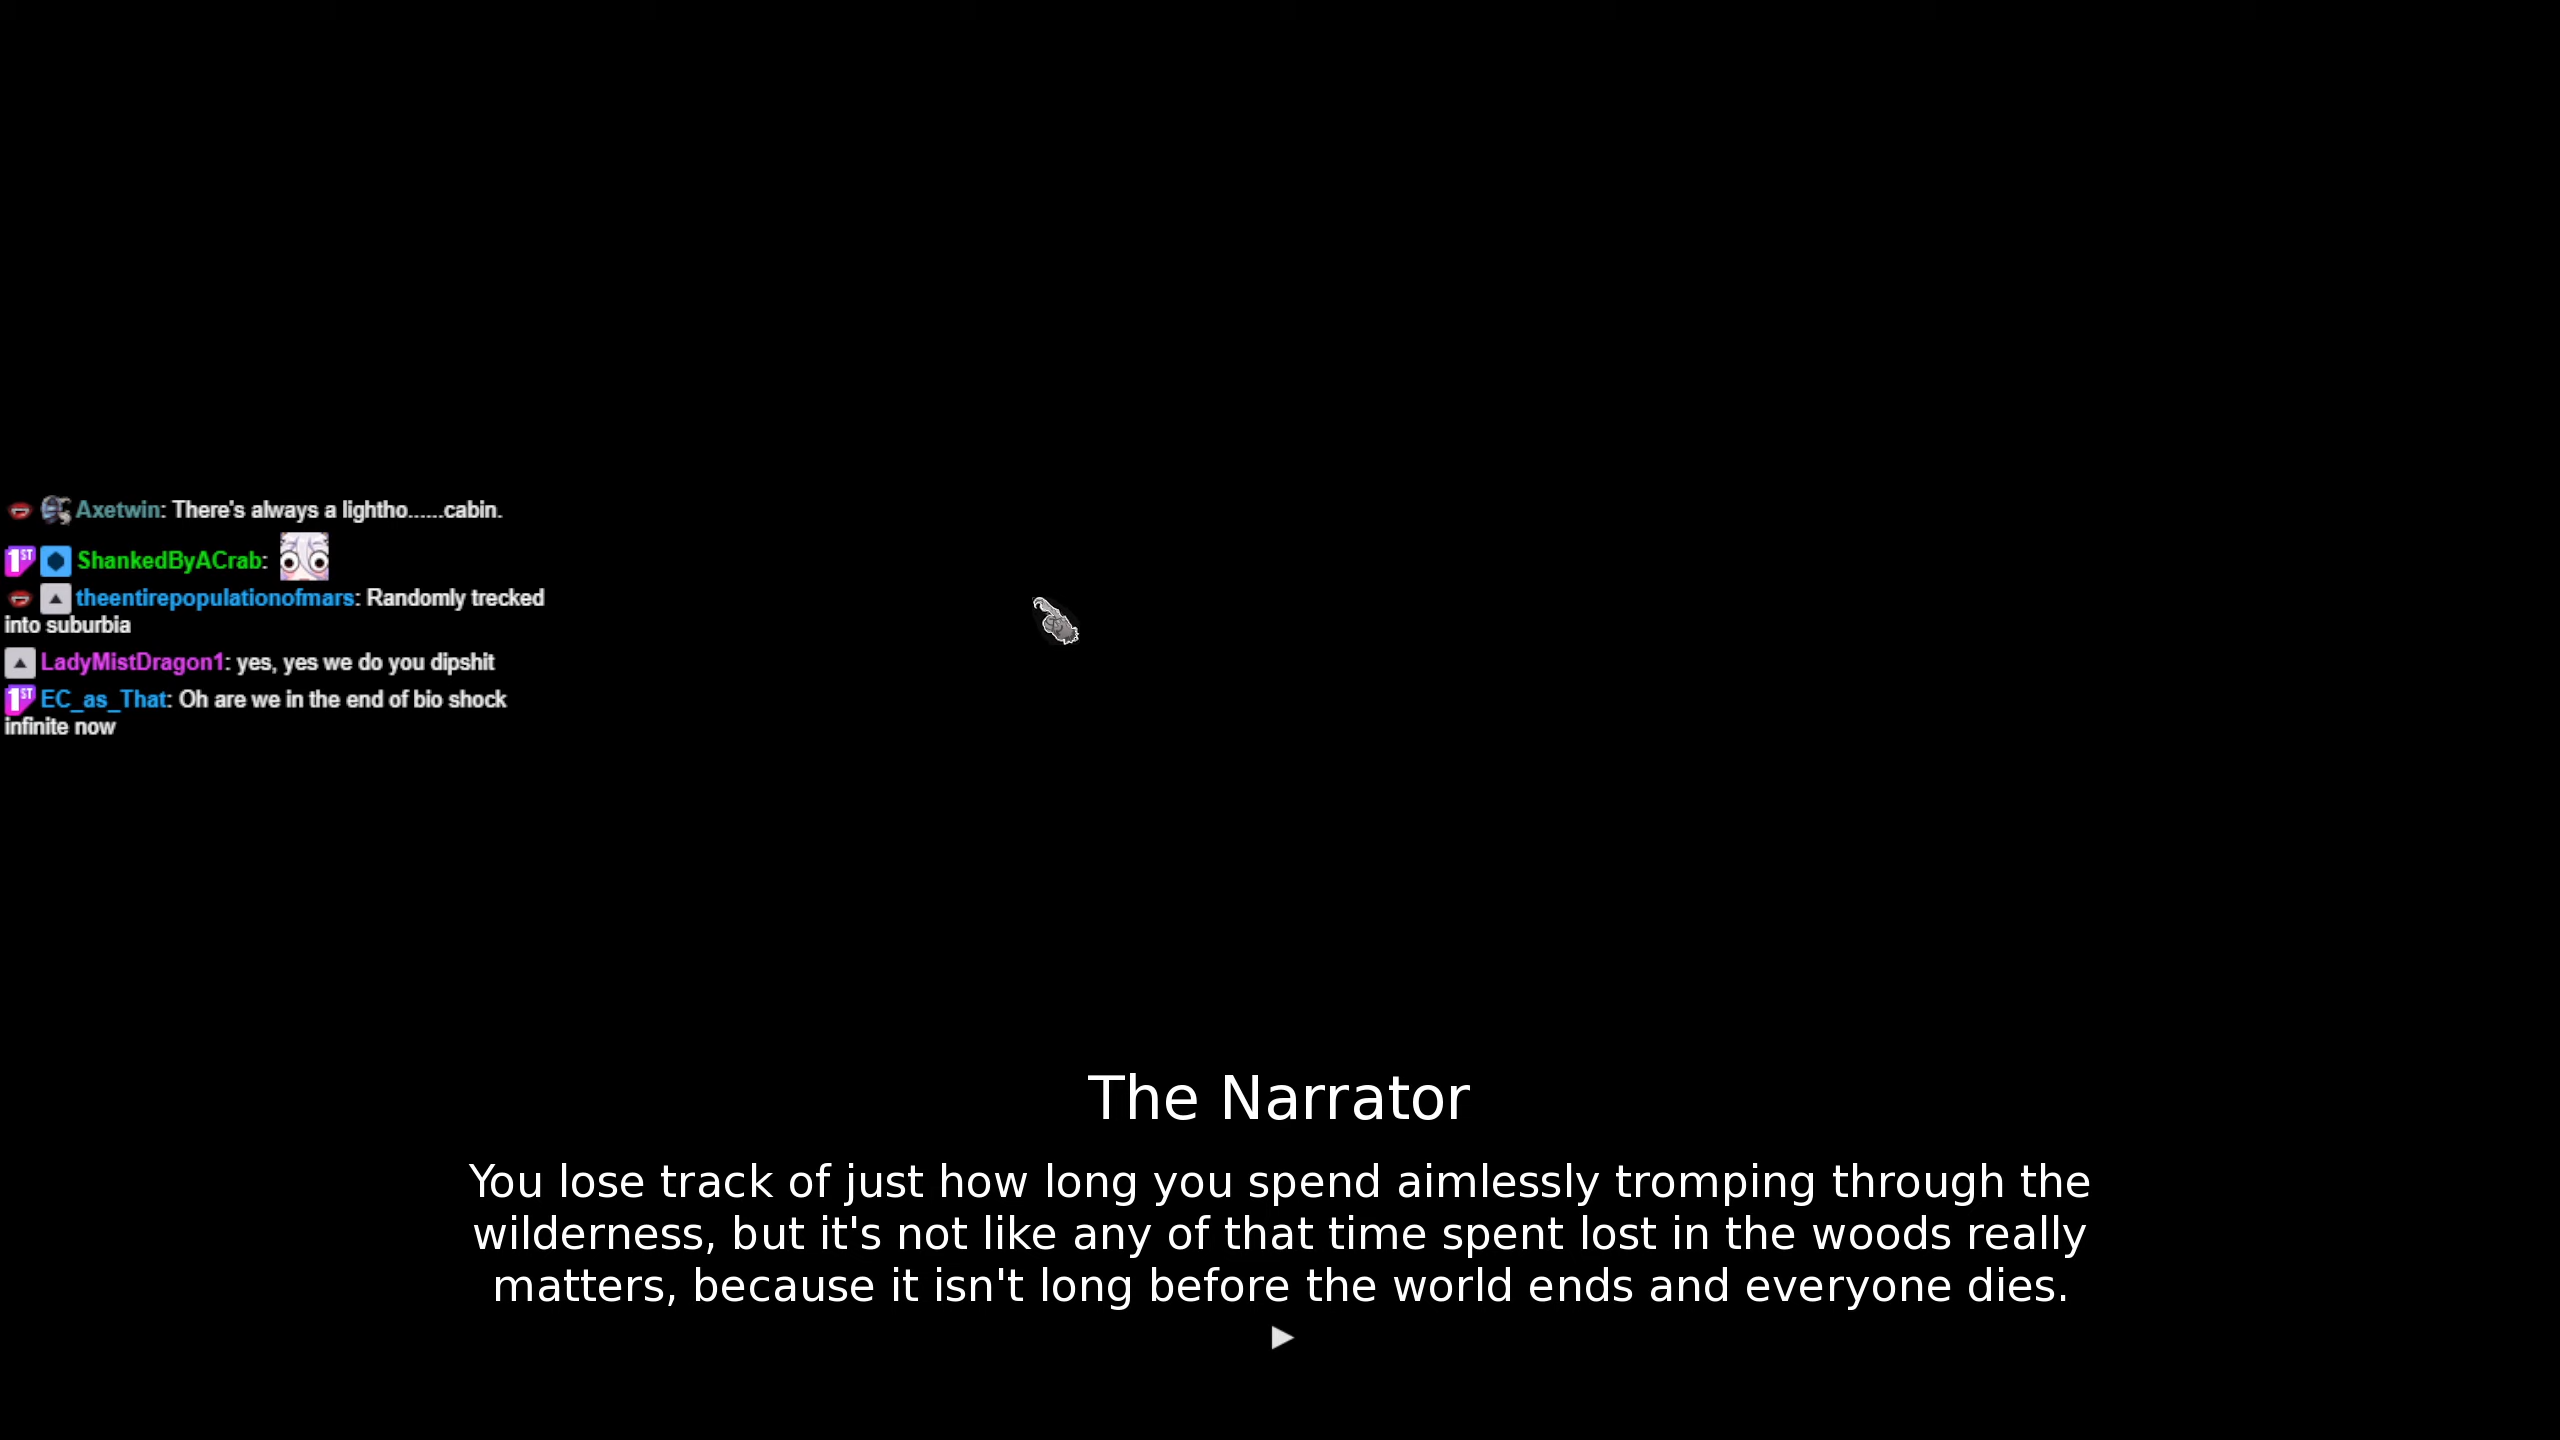 Axetwin: There's always a lightho......cabin.
1ST ShankedByACrab:
theentirepopulationofmars: Randomly trecked
into suburbia
LadyMistDragon1: yes, yes we do you dipshit
1ST EC_as_That: Oh are we in the end of bio shock
infinite now
The Narrator
You lose track of just how long you spend aimlessly tromping through the
wilderness, but it's not like any of that time spent lost in the woods really
matters, because it isn't long before the world ends and everyone dies.